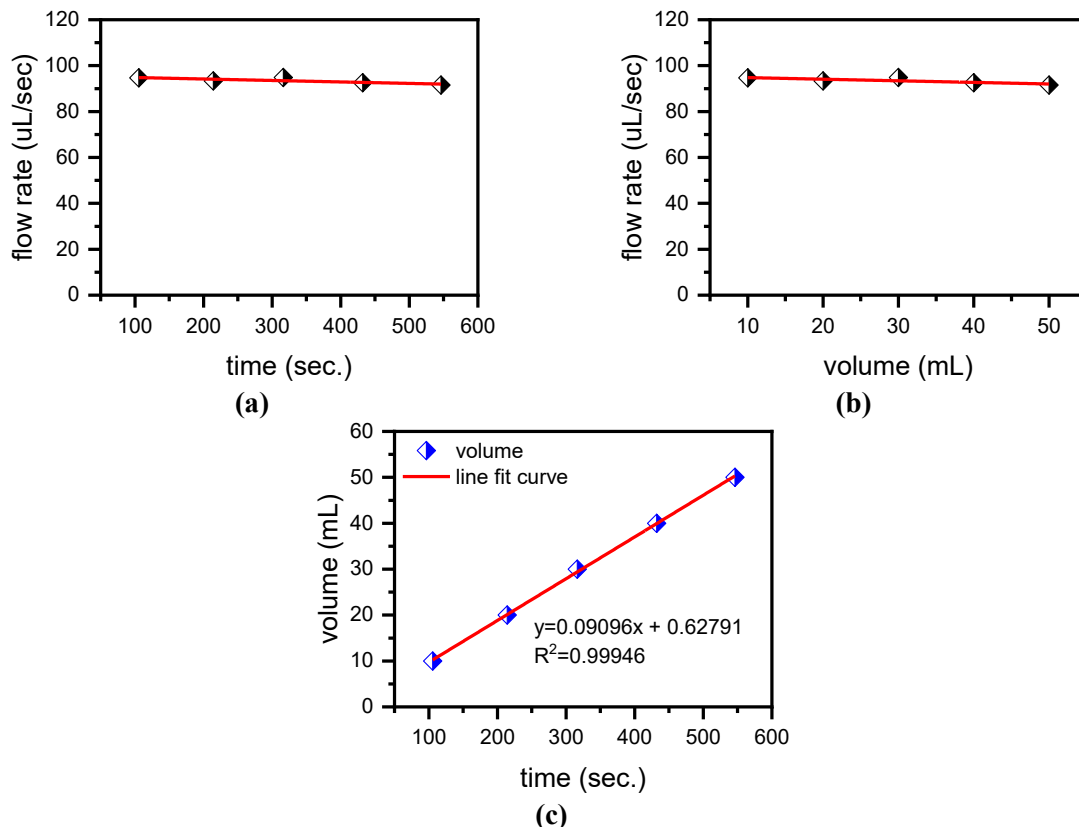 120
100
80
60
40
20
0
flow rate (uL/sec)
100 200 300 400 500 600
time (sec.)
(a)
120
100
80
60
40
20
0
flow rate (uL/sec)
10 20 30 40 50
volume (mL)
(b)
60
50
40
30
20
10
0
volume (mL)
volume
line fit curve
y=0.09096x + 0.62791
R²=0.99946
100 200 300 400 500 600
time (sec.)
(c)